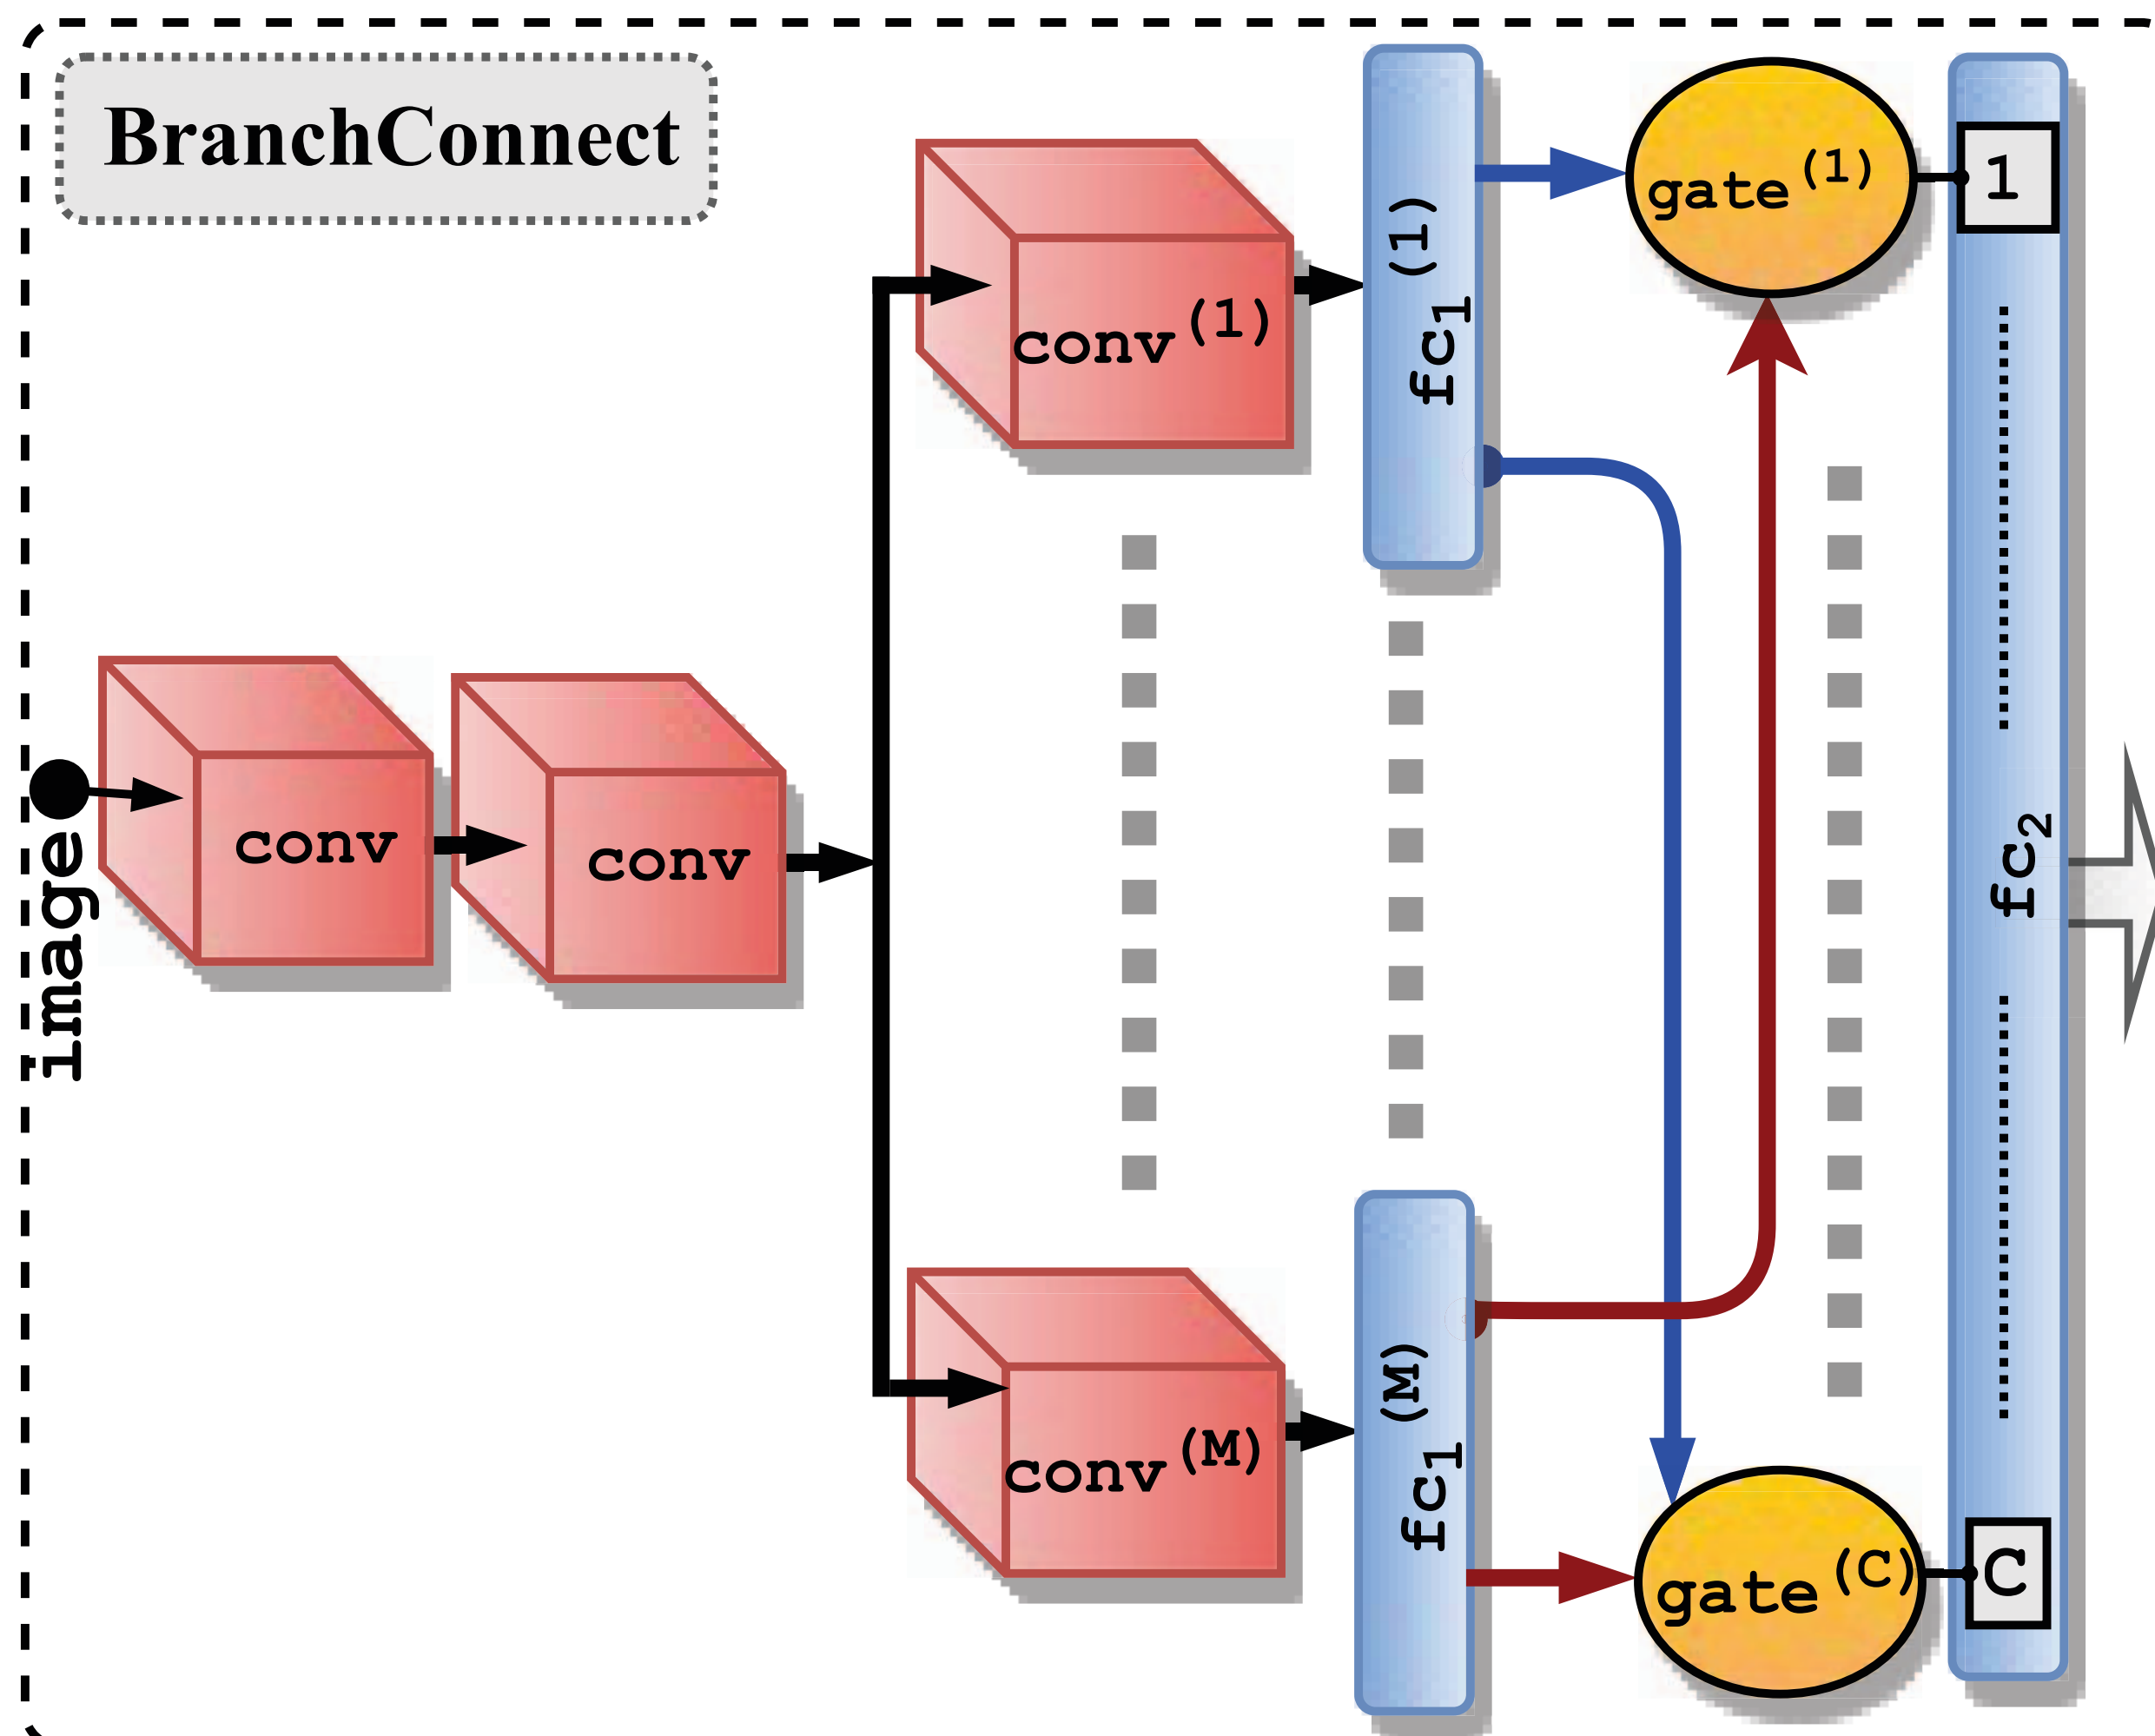 BranchConnect
image
conv
conv
conv(1)
fc1(1)
gate(1)
1
fc2
conv(M)
fc1(M)
gate(C)
C